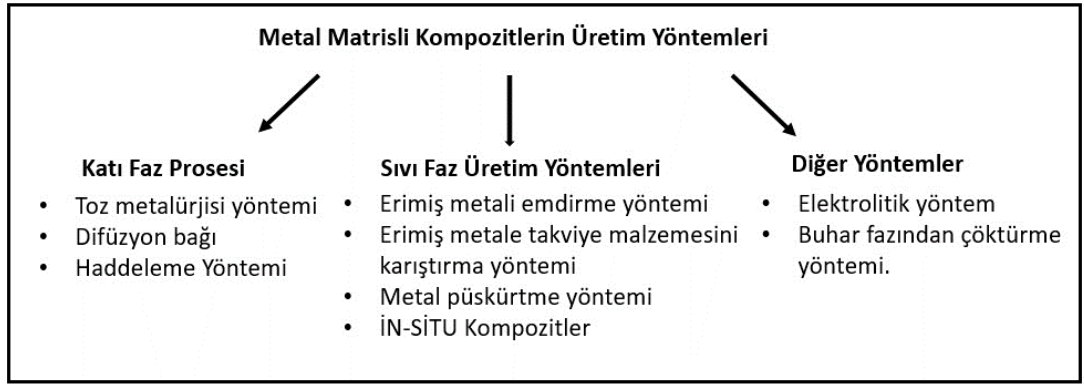 Metal Matrisli Kompozitlerin Üretim Yöntemleri
Katı Faz Prosesi
• Toz metalürjisi yöntemi
• Difüzyon bağı
• Haddeleme Yöntemi
Sıvı Faz Üretim Yöntemleri
• Erimiş metali emdirme yöntemi
• Erimiş metale takviye malzemesini
karıştırma yöntemi
• Metal püskürtme yöntemi
• İN-SİTU Kompozitler
Diğer Yöntemler
• Elektrolitik yöntem
• Buhar fazından çöktürme
yöntemi.